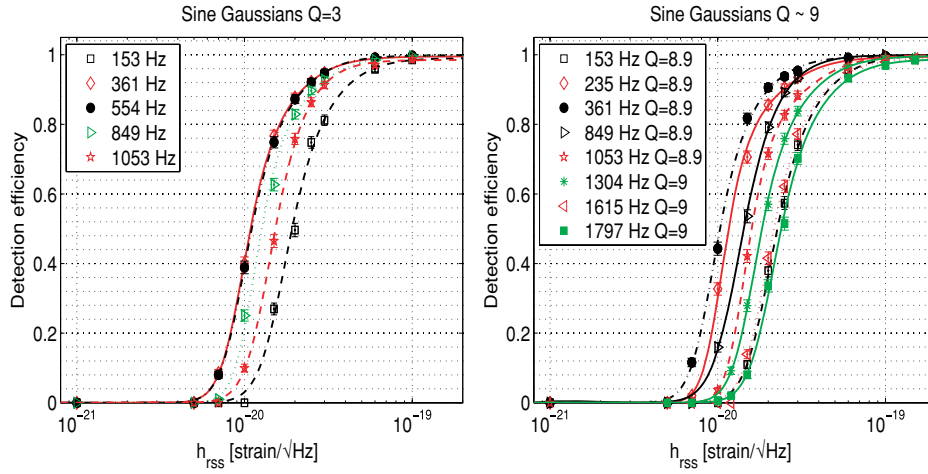 Sine Gaussians Q=3
1
0.8
0.6
0.4
0.2
0
Detection efficiency
153 Hz
361 Hz
554 Hz
849 Hz
1053 Hz
10^-21
10^-20
10^-19
h_rss [strain/√Hz]
Sine Gaussians Q ~ 9
1
0.8
0.6
0.4
0.2
0
Detection efficiency
153 Hz Q=8.9
235 Hz Q=8.9
361 Hz Q=8.9
849 Hz Q=8.9
1053 Hz Q=8.9
1304 Hz Q=9
1615 Hz Q=9
1797 Hz Q=9
10^-21
10^-20
10^-19
h_rss [strain/√Hz]